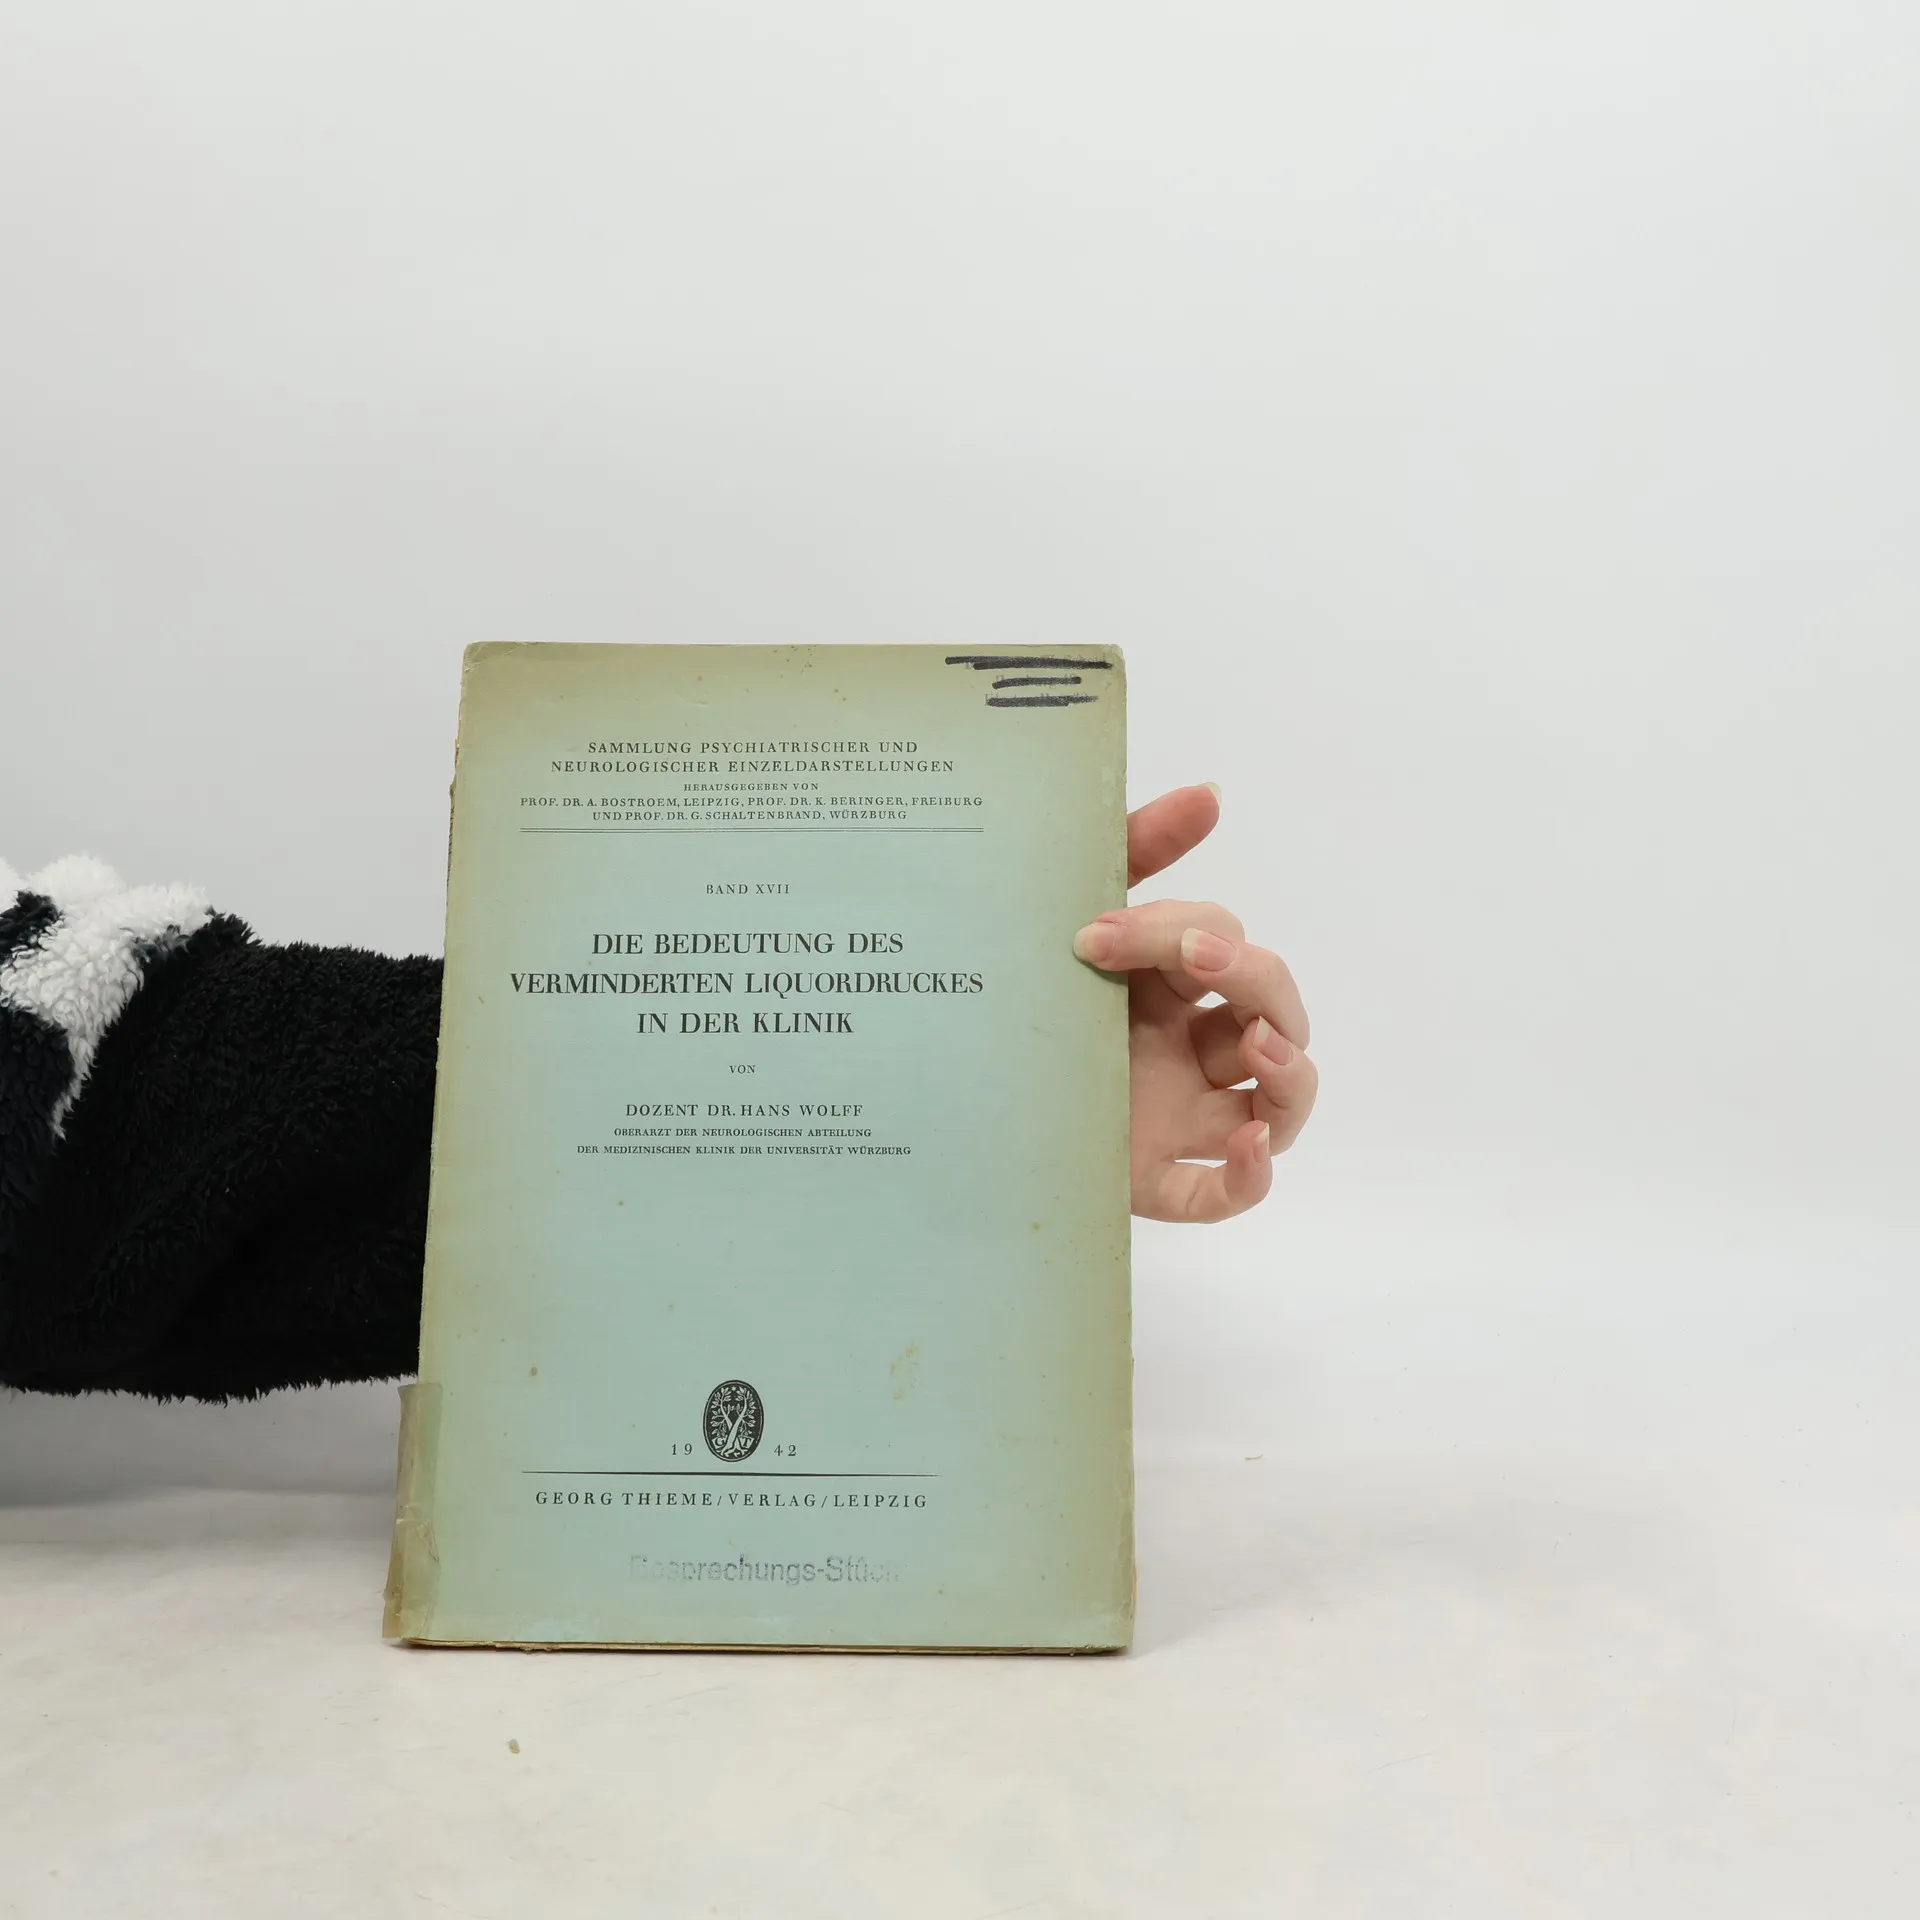 SAMMLUNG PSYCHIATRISCHER UND
NEUROLOGISCHER EINZELDARSTELLUNGEN
HERAUSGEGEBEN VON
PROF. DR. A. BOSTROEM, LEIPZIG, PROF. DR. K. BERINGER, FREIBURG
UND PROF. DR. G. SCHALTENBRAND, WÜRZBURG
BAND XVII
DIE BEDEUTUNG DES
VERMINDERTEN LIQUORDRUCKES
IN DER KLINIK
VON
DOZENT DR. HANS WOLFF
OBERARZT DER NEUROLOGISCHEN ABTEILUNG
DER MEDIZINISCHEN KLINIK DER UNIVERSITÄT WÜRZBURG
G T
19 42
GEORG THIEME/VERLAG/LEIPZIG
Besprechungs-Stück